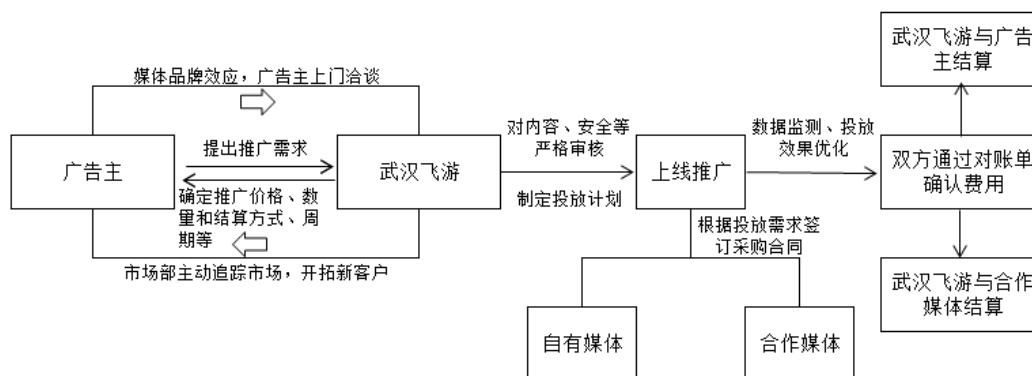 媒体品牌效应，广告主上门洽谈
广告主
提出推广需求
确定推广价格、数
量和结算方式、周
期等
市场部主动追踪市场，开拓新客户
武汉飞游
对内容、安全等
严格审核
制定投放计划
上线推广
根据投放需求签
订采购合同
自有媒体
合作媒体
数据监测、投放
效果优化
武汉飞游与广告
主结算
双方通过对账单
确认费用
武汉飞游与合作
媒体结算